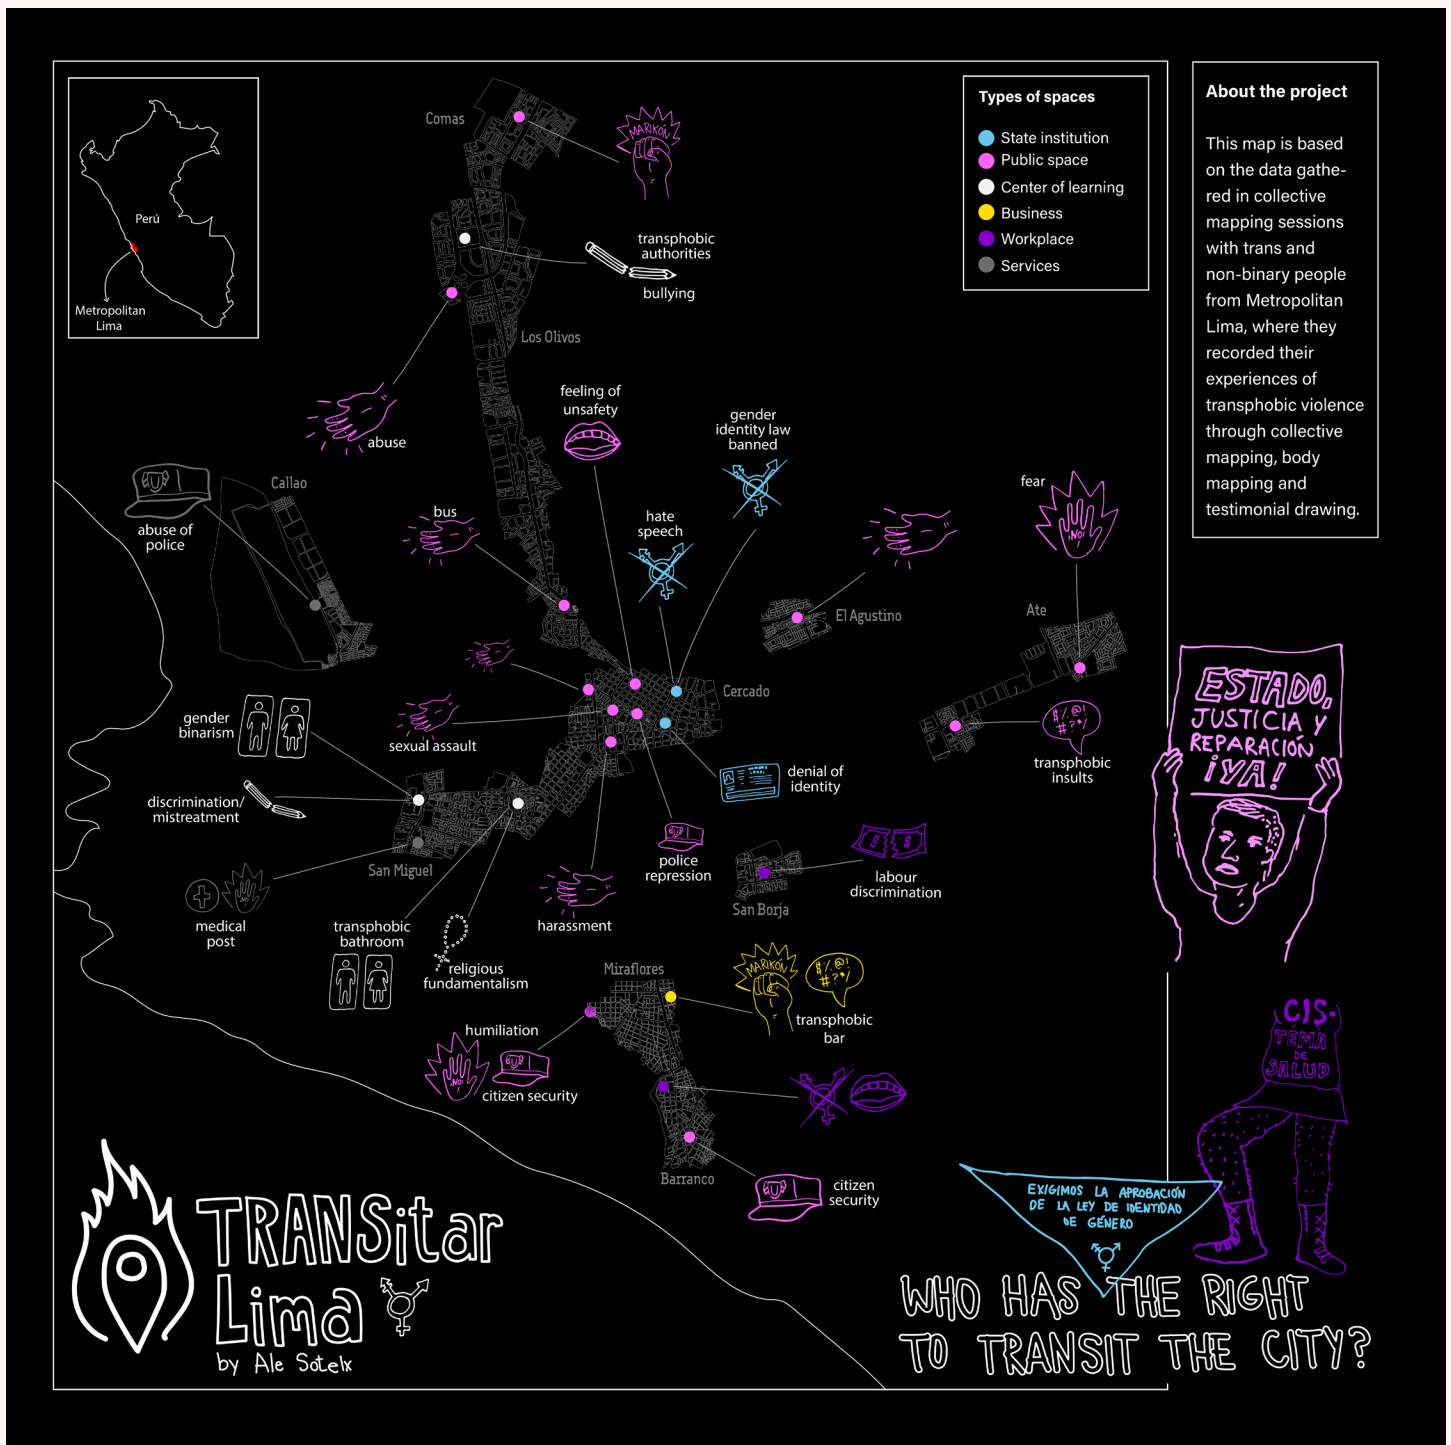 Perú
Metropolitan
Lima
Types of spaces
State institution
Public space
Center of learning
Business
Workplace
Services
About the project
This map is based
on the data gathe-
red in collective
mapping sessions
with trans and
non-binary people
from Metropolitan
Lima, where they
recorded their
experiences of
transphobic violence
through collective
mapping, body
mapping and
testimonial drawing.
Comas
MARIKÓN
transphobic
authorities
bullying
Los Olivos
abuse
feeling of
unsafety
gender
identity law
banned
Callao
abuse of
police
bus
hate
speech
fear
¡NO!
El Agustino
Ate
Cercado
gender
binarism
sexual assault
discrimination/
mistreatment
denial of
identity
$%@!
#?*/
transphobic
insults
San Miguel
medical
post
¡NO!
transphobic
bathroom
religious
fundamentalism
harassment
police
repression
labour
discrimination
$ $
San Borja
Miraflores
MARIKÓN
$%@!
#?*/
transphobic
bar
humiliation
¡NO!
citizen security
Barranco
citizen
security
ESTADO,
JUSTICIA Y
REPARACIÓN
¡YA!
CIS-
TEMA
DE
SALUD
EXIGIMOS LA APROBACIÓN
DE LA LEY DE IDENTIDAD
DE GÉNERO
TRANSitar
Lima
by Ale Sotelx
WHO HAS THE RIGHT
TO TRANSIT THE CITY?